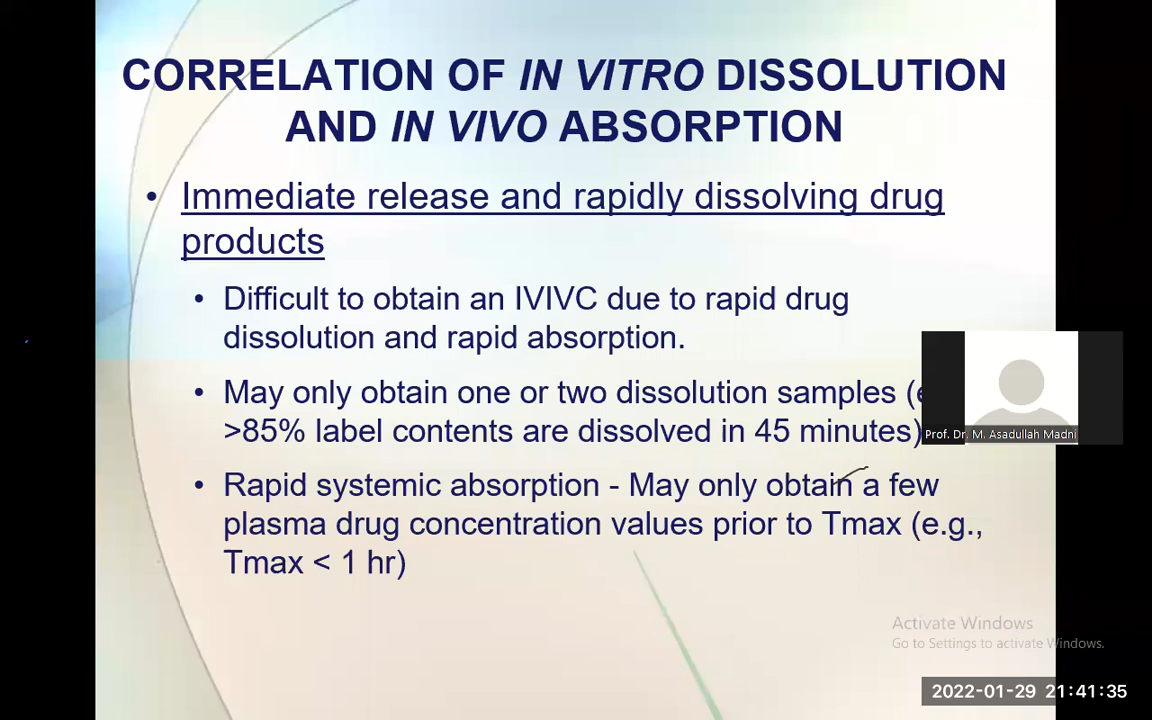 CORRELATION OF IN VITRO DISSOLUTION
AND IN VIVO ABSORPTION
• Immediate release and rapidly dissolving drug
products
• Difficult to obtain an IVIVC due to rapid drug
dissolution and rapid absorption.
• May only obtain one or two dissolution samples (
>85% label contents are dissolved in 45 minutes)
Prof. Dr. M. Asadullah Madni
• Rapid systemic absorption - May only obtain a few
plasma drug concentration values prior to Tmax (e.g.,
Tmax < 1 hr)
Activate Windows
Go to Settings to activate Windows.
2022-01-29 21:41:35